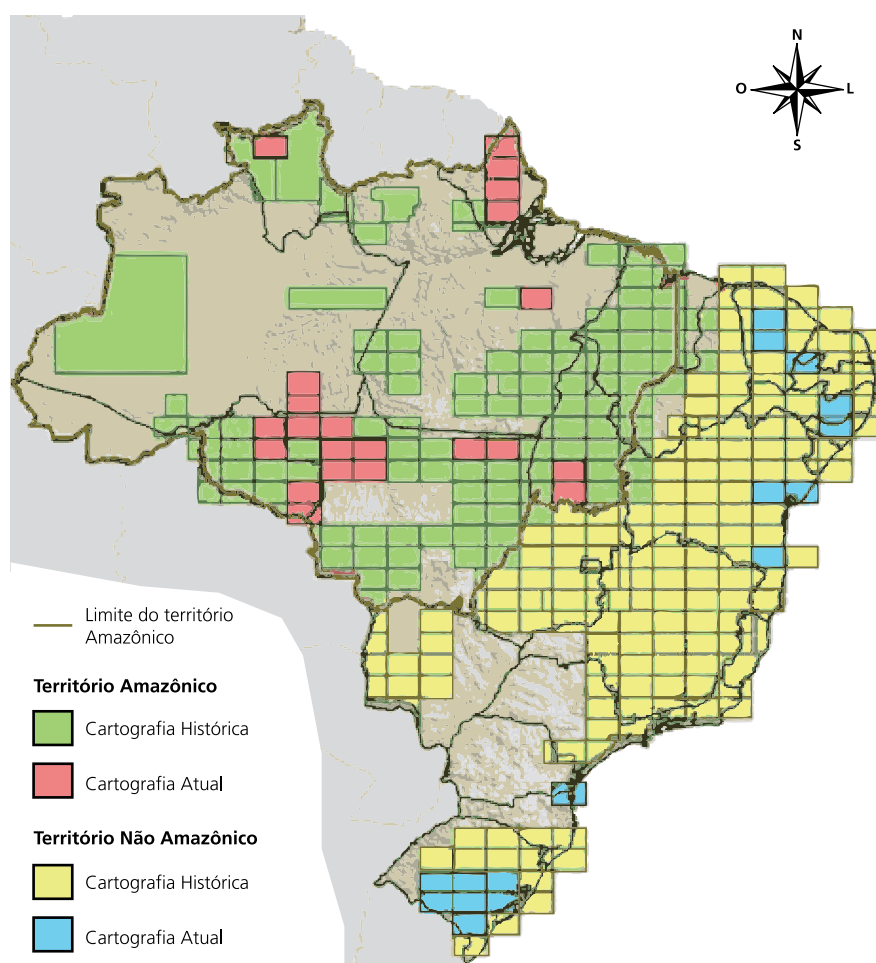 N
O
L
S
Limite do território
Amazônico
Território Amazônico
Cartografia Histórica
Cartografia Atual
Território Não Amazônico
Cartografia Histórica
Cartografia Atual